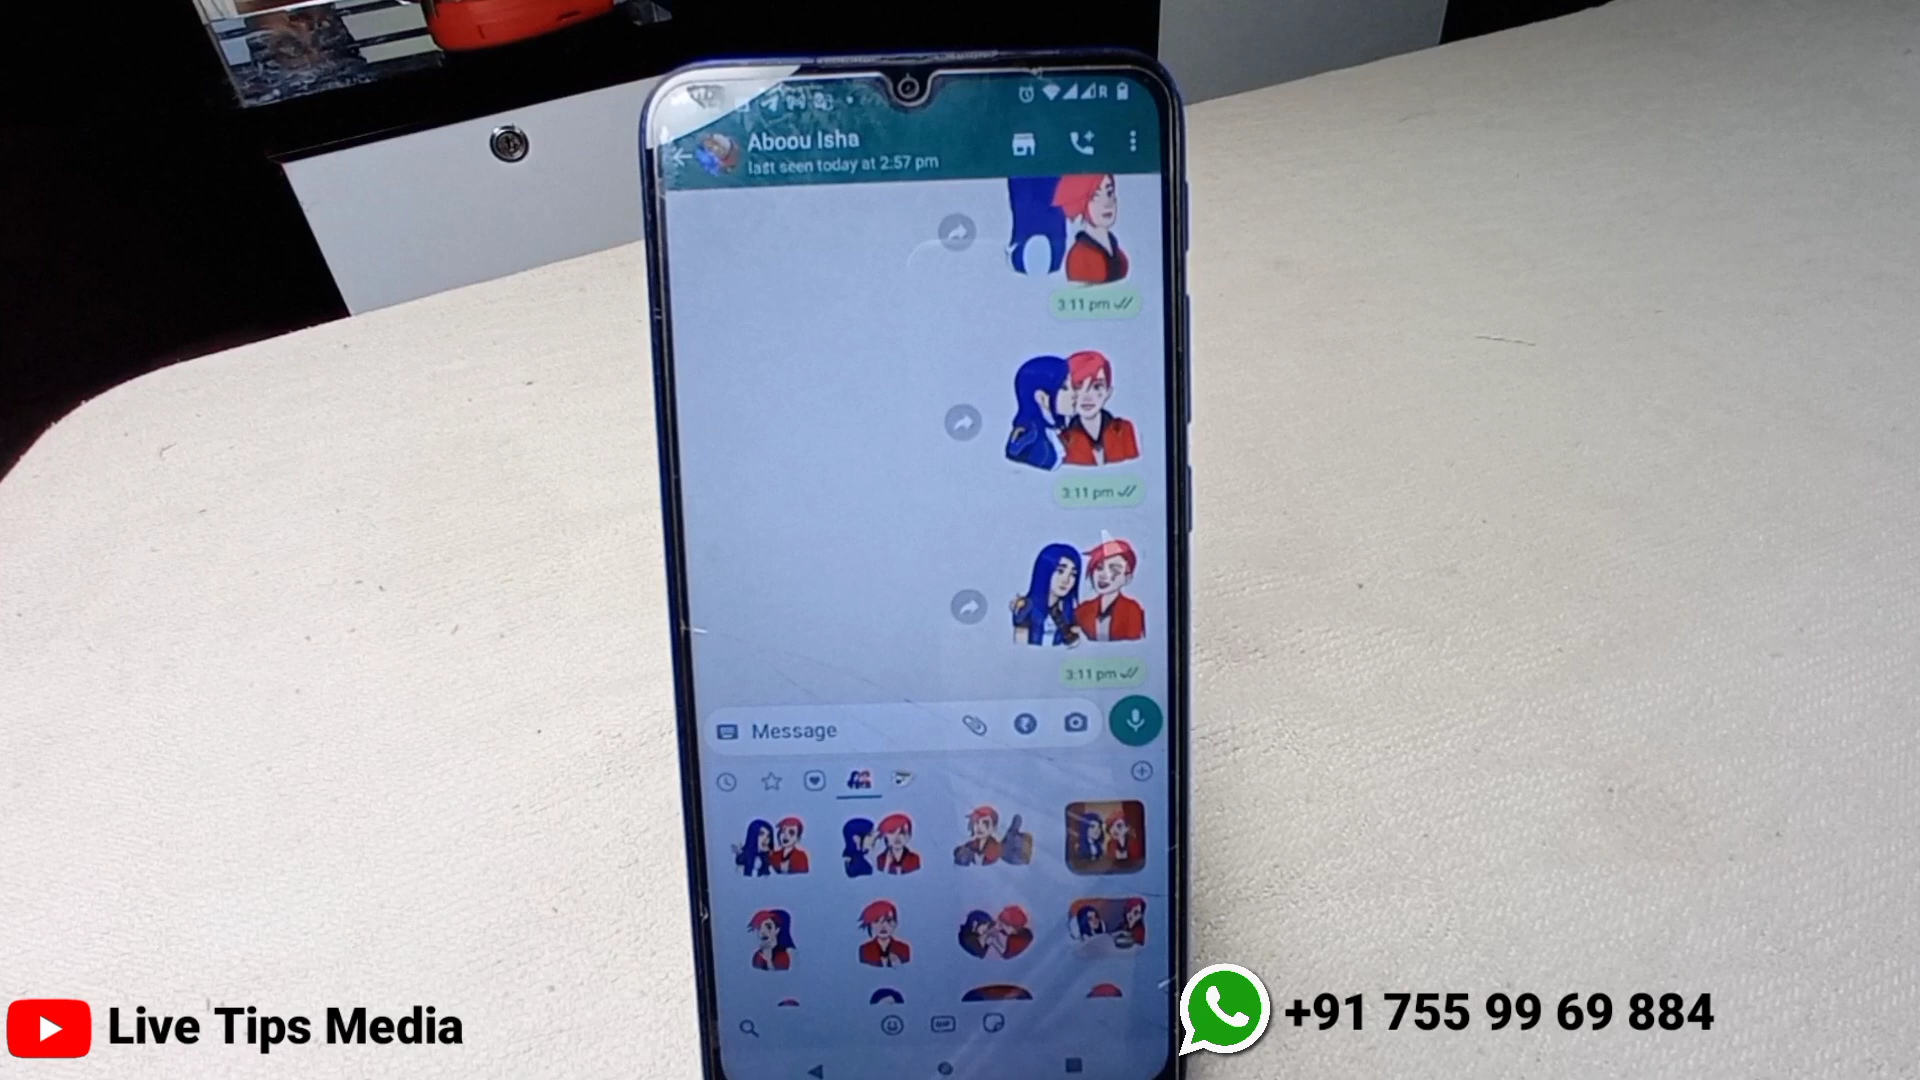 R
Aboou Isha
last seen today at 2:57 pm
3:11 pm
3:11 pm
3:11 pm
Message
GIF
Live Tips Media
+91 755 99 69 884